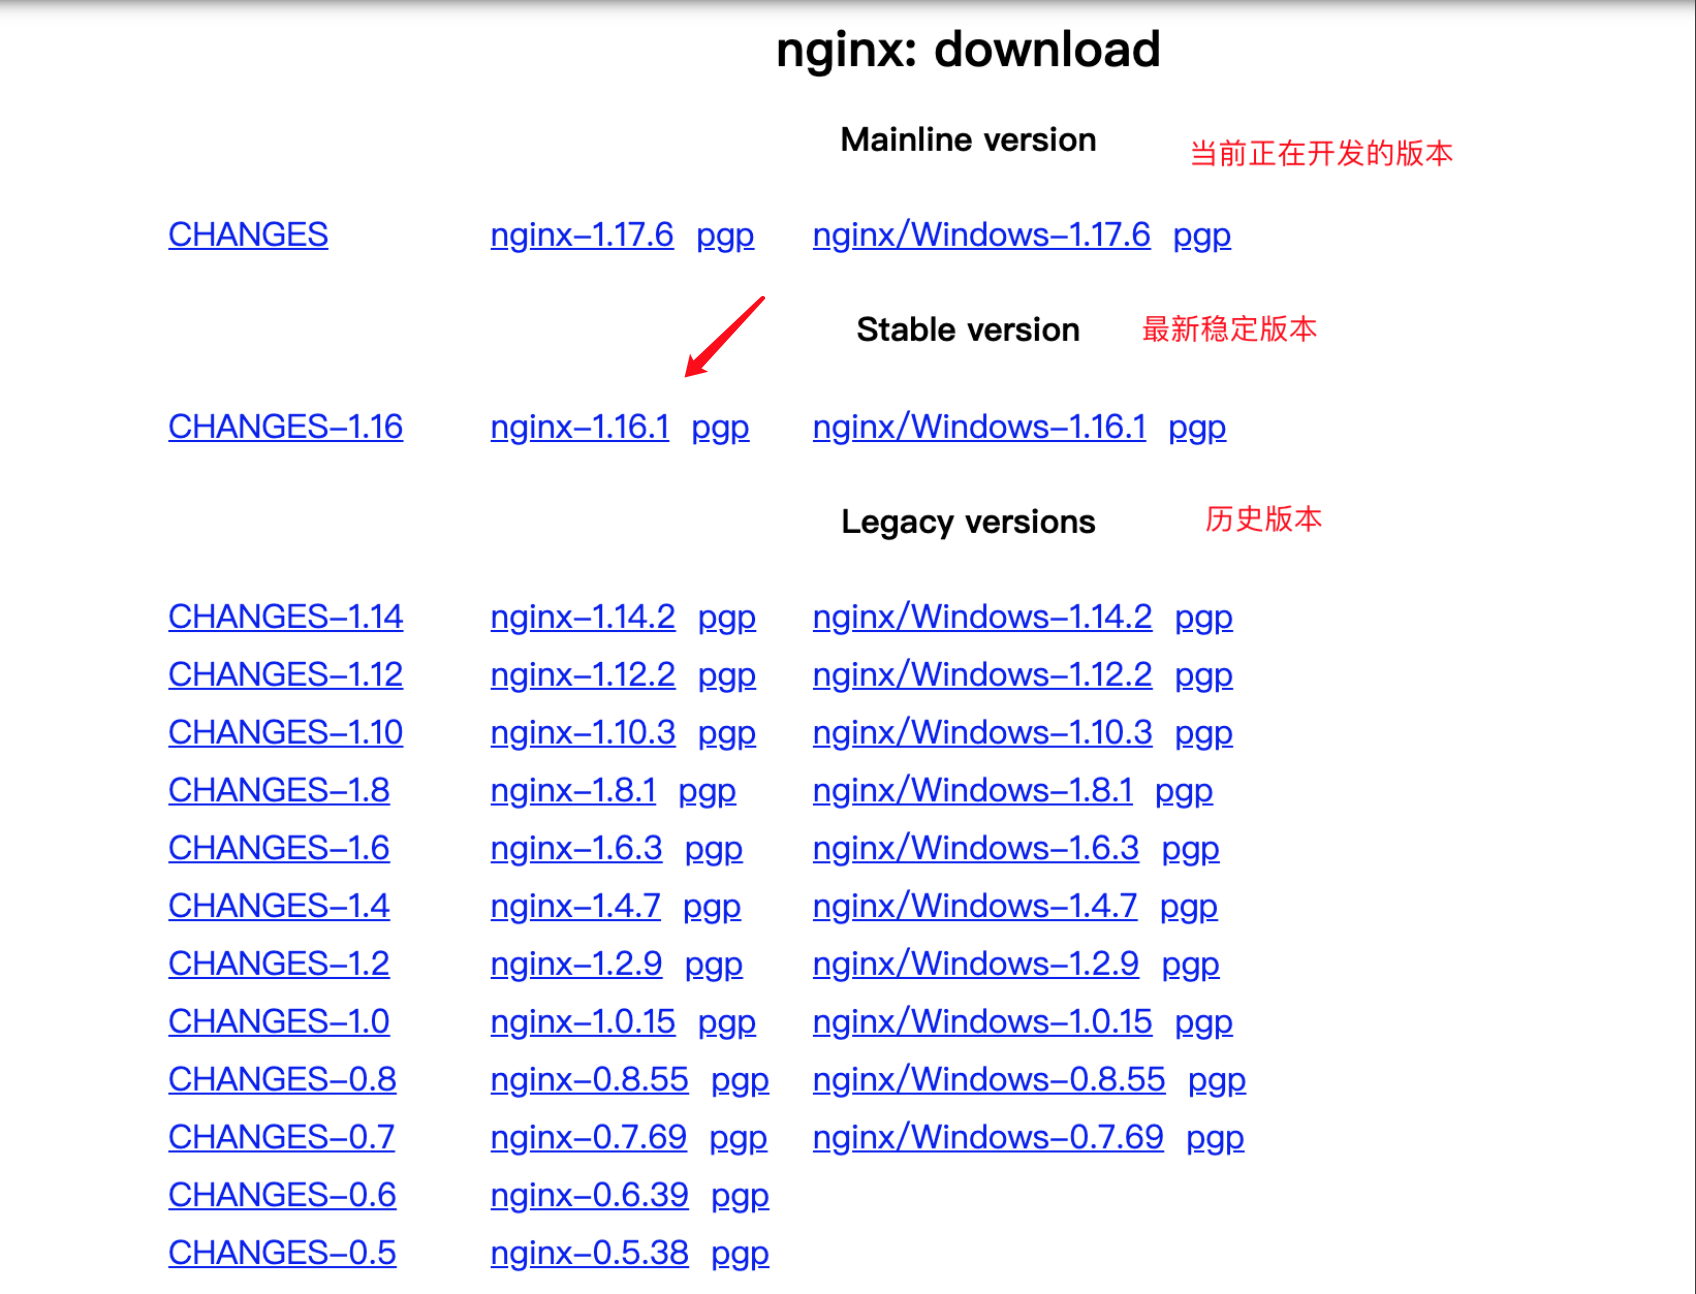 nginx: download
Mainline version 当前正在开发的版本
CHANGES nginx–1.17.6 pgp nginx/Windows–1.17.6 pgp
Stable version 最新稳定版本
CHANGES–1.16 nginx–1.16.1 pgp nginx/Windows–1.16.1 pgp
Legacy versions 历史版本
CHANGES–1.14 nginx–1.14.2 pgp nginx/Windows–1.14.2 pgp
CHANGES–1.12 nginx–1.12.2 pgp nginx/Windows–1.12.2 pgp
CHANGES–1.10 nginx–1.10.3 pgp nginx/Windows–1.10.3 pgp
CHANGES–1.8 nginx–1.8.1 pgp nginx/Windows–1.8.1 pgp
CHANGES–1.6 nginx–1.6.3 pgp nginx/Windows–1.6.3 pgp
CHANGES–1.4 nginx–1.4.7 pgp nginx/Windows–1.4.7 pgp
CHANGES–1.2 nginx–1.2.9 pgp nginx/Windows–1.2.9 pgp
CHANGES–1.0 nginx–1.0.15 pgp nginx/Windows–1.0.15 pgp
CHANGES–0.8 nginx–0.8.55 pgp nginx/Windows–0.8.55 pgp
CHANGES–0.7 nginx–0.7.69 pgp nginx/Windows–0.7.69 pgp
CHANGES–0.6 nginx–0.6.39 pgp
CHANGES–0.5 nginx–0.5.38 pgp